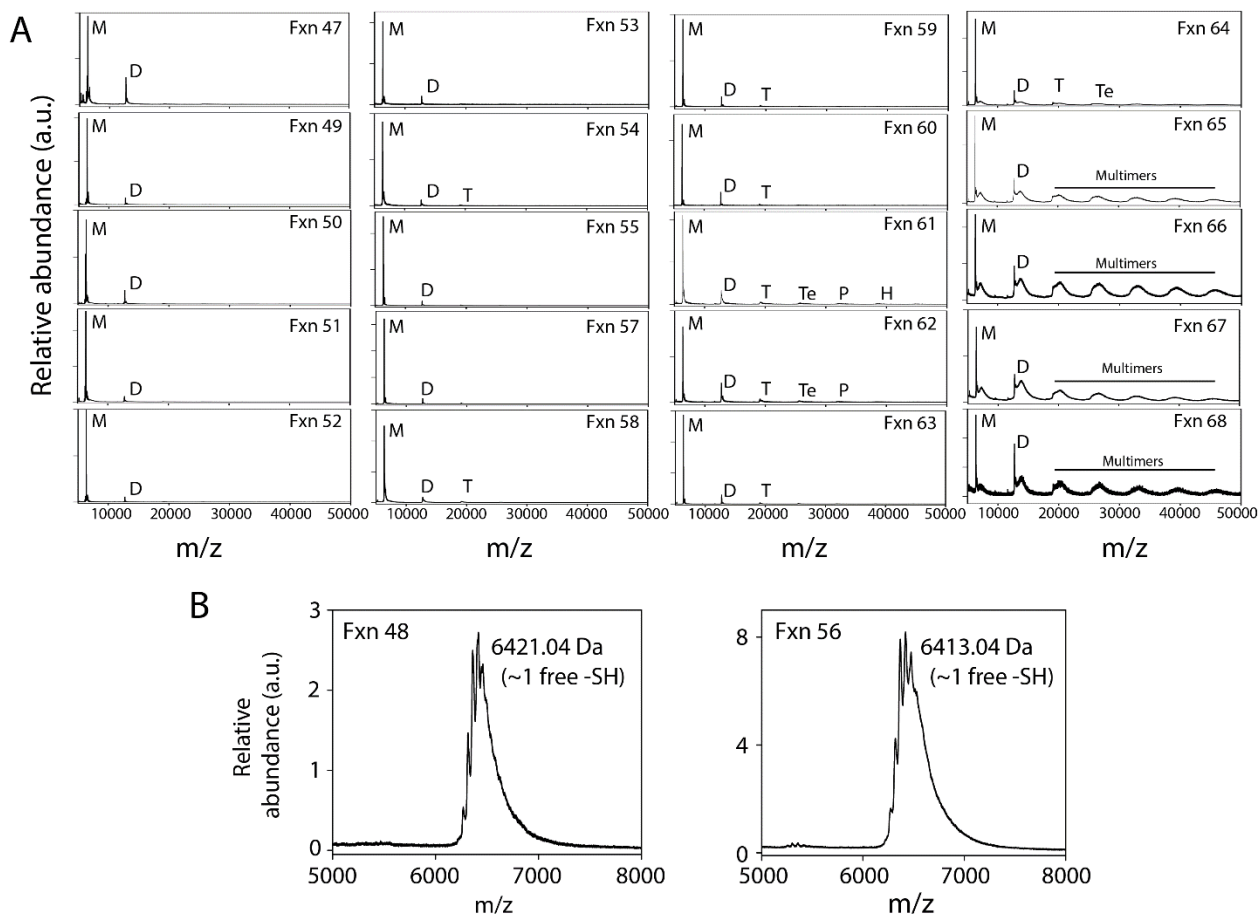 A
Relative abundance (a.u.)
M
D
Fxn 47
M
D
Fxn 53
M
D
T
Fxn 59
M
D
T
Te
Fxn 64
M
D
Fxn 49
M
D
T
Fxn 54
M
D
T
Fxn 60
M
D
Multimers
Fxn 65
M
D
Fxn 50
M
D
Fxn 55
M
D
T
Te
P
H
Fxn 61
M
D
Multimers
Fxn 66
M
D
Fxn 51
M
D
Fxn 57
M
D
T
Te
P
Fxn 62
M
D
Multimers
Fxn 67
M
D
Fxn 52
M
D
T
Fxn 58
M
D
T
Fxn 63
M
D
Multimers
Fxn 68
10000 20000 30000 40000 50000
10000 20000 30000 40000 50000
10000 20000 30000 40000 50000
10000 20000 30000 40000 50000
m/z
m/z
m/z
m/z
B
Relative
abundance (a.u.)
3
2
1
0
Fxn 48
6421.04 Da
(~1 free -SH)
5000 6000 7000 8000
m/z
8
4
0
Fxn 56
6413.04 Da
(~1 free -SH)
5000 6000 7000 8000
m/z